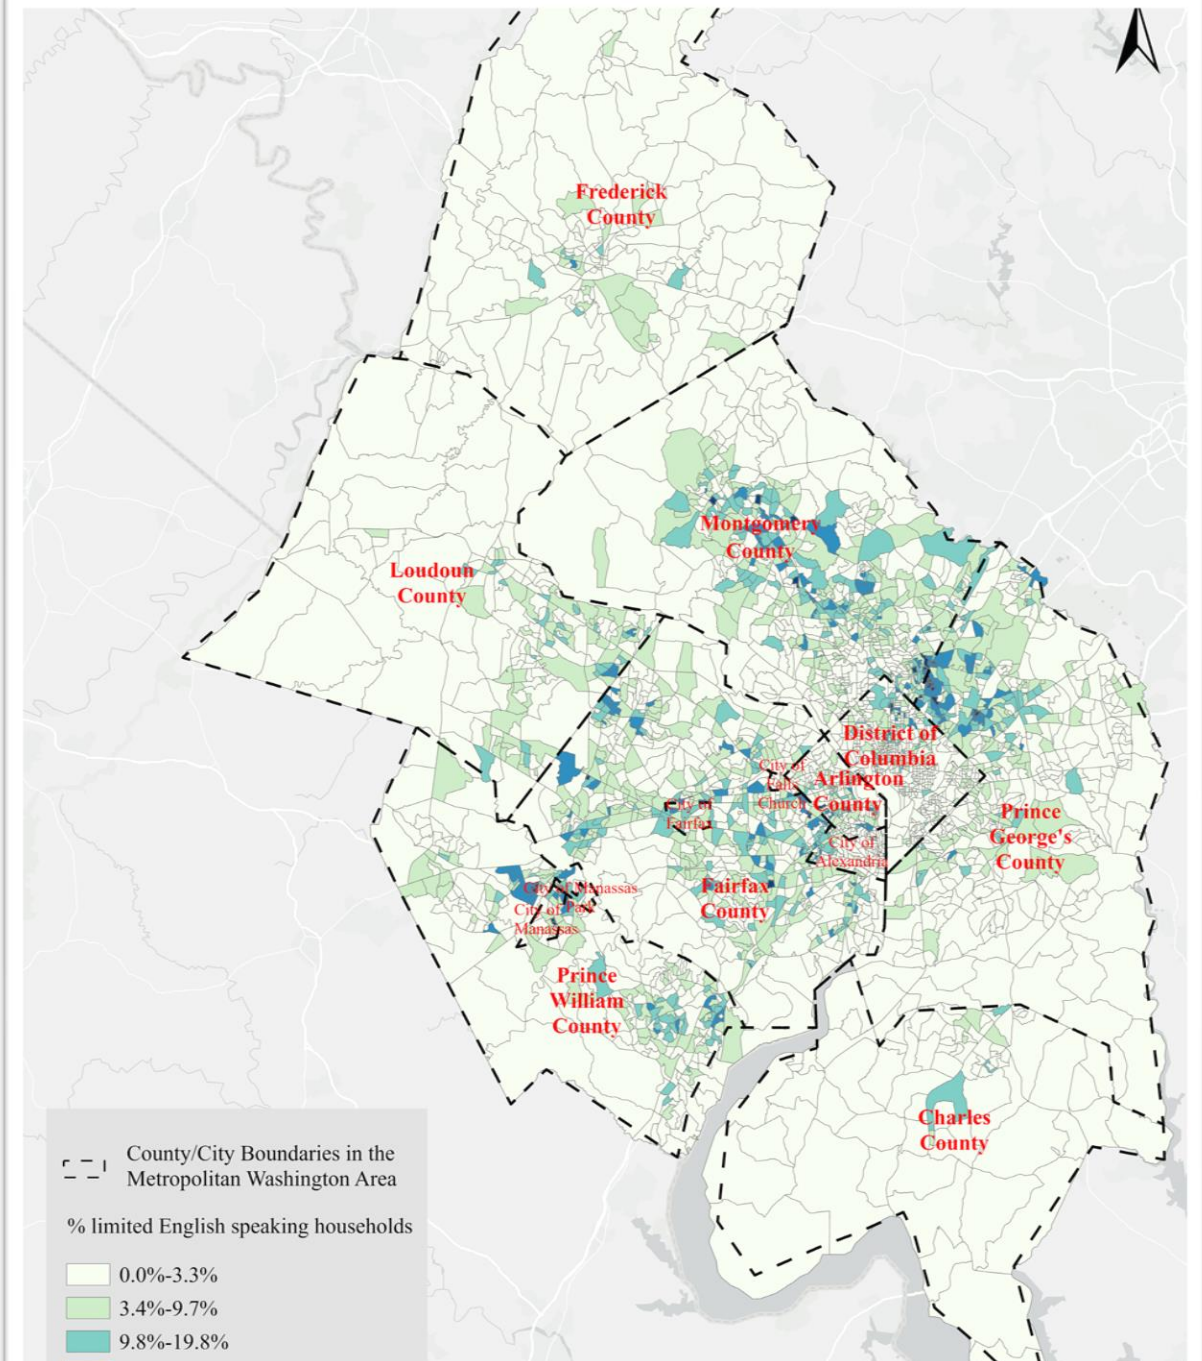 Frederick
County
Montgomery
County
Loudoun
County
District of
Columbia
City of
Falls
Church
Arlington
County
City of
Fairfax
Prince
George's
County
City of
Alexandria
Fairfax
County
City of Manassas
Park
City of
Manassas
Prince
William
County
Charles
County
County/City Boundaries in the
Metropolitan Washington Area
% limited English speaking households
0.0%-3.3%
3.4%-9.7%
9.8%-19.8%